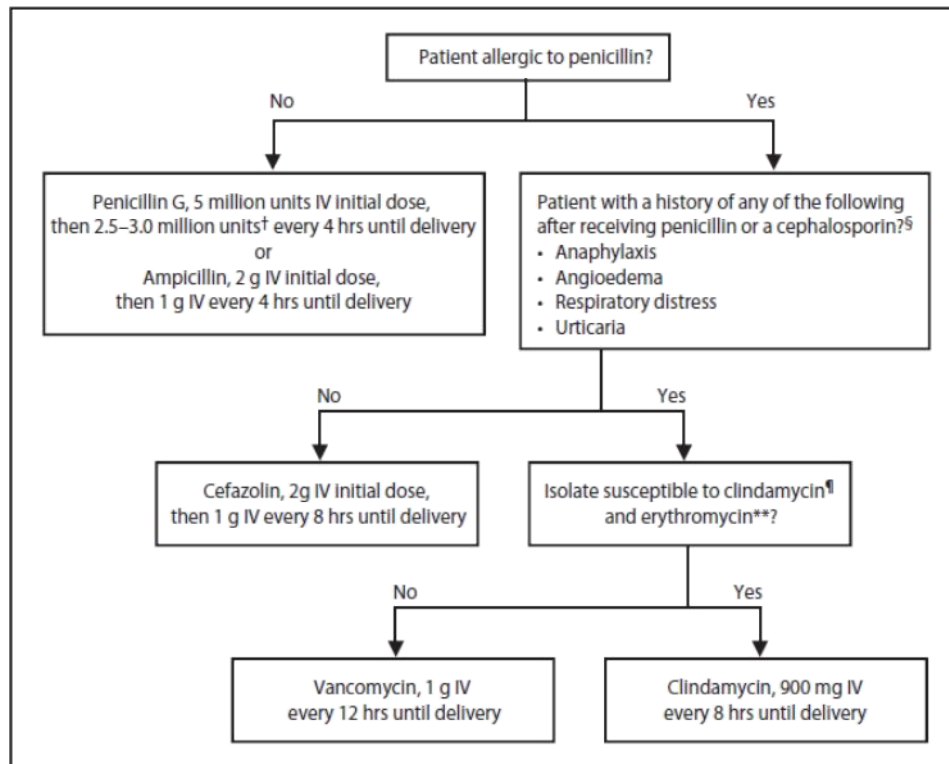 Patient allergic to penicillin?
No
Yes
Penicillin G, 5 million units IV initial dose,
then 2.5–3.0 million units† every 4 hrs until delivery
or
Ampicillin, 2 g IV initial dose,
then 1 g IV every 4 hrs until delivery
Patient with a history of any of the following
after receiving penicillin or a cephalosporin?§
• Anaphylaxis
• Angioedema
• Respiratory distress
• Urticaria
No
Yes
Cefazolin, 2g IV initial dose,
then 1 g IV every 8 hrs until delivery
Isolate susceptible to clindamycin¶
and erythromycin**?
No
Yes
Vancomycin, 1 g IV
every 12 hrs until delivery
Clindamycin, 900 mg IV
every 8 hrs until delivery